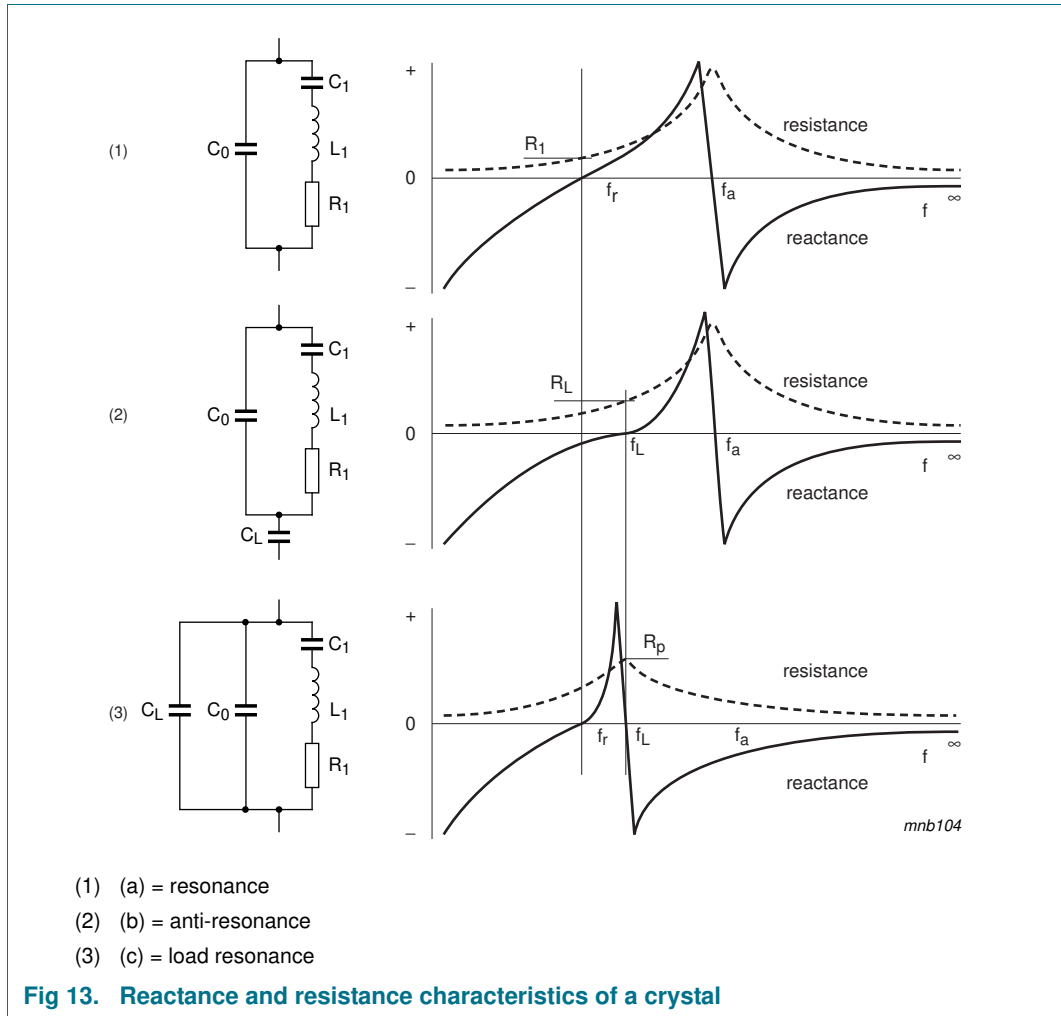 +
C1
R1
resistance
(1)
C0
L1
0
fr
fa
f
∞
R1
reactance
−
+
C1
RL
resistance
(2)
C0
L1
0
fL
fa
f
∞
R1
reactance
CL
−
+
C1
Rp
resistance
(3)
CL
C0
L1
0
fr
fL
fa
f
∞
R1
reactance
−
mnb104
(1) (a) = resonance
(2) (b) = anti-resonance
(3) (c) = load resonance
Fig 13. Reactance and resistance characteristics of a crystal